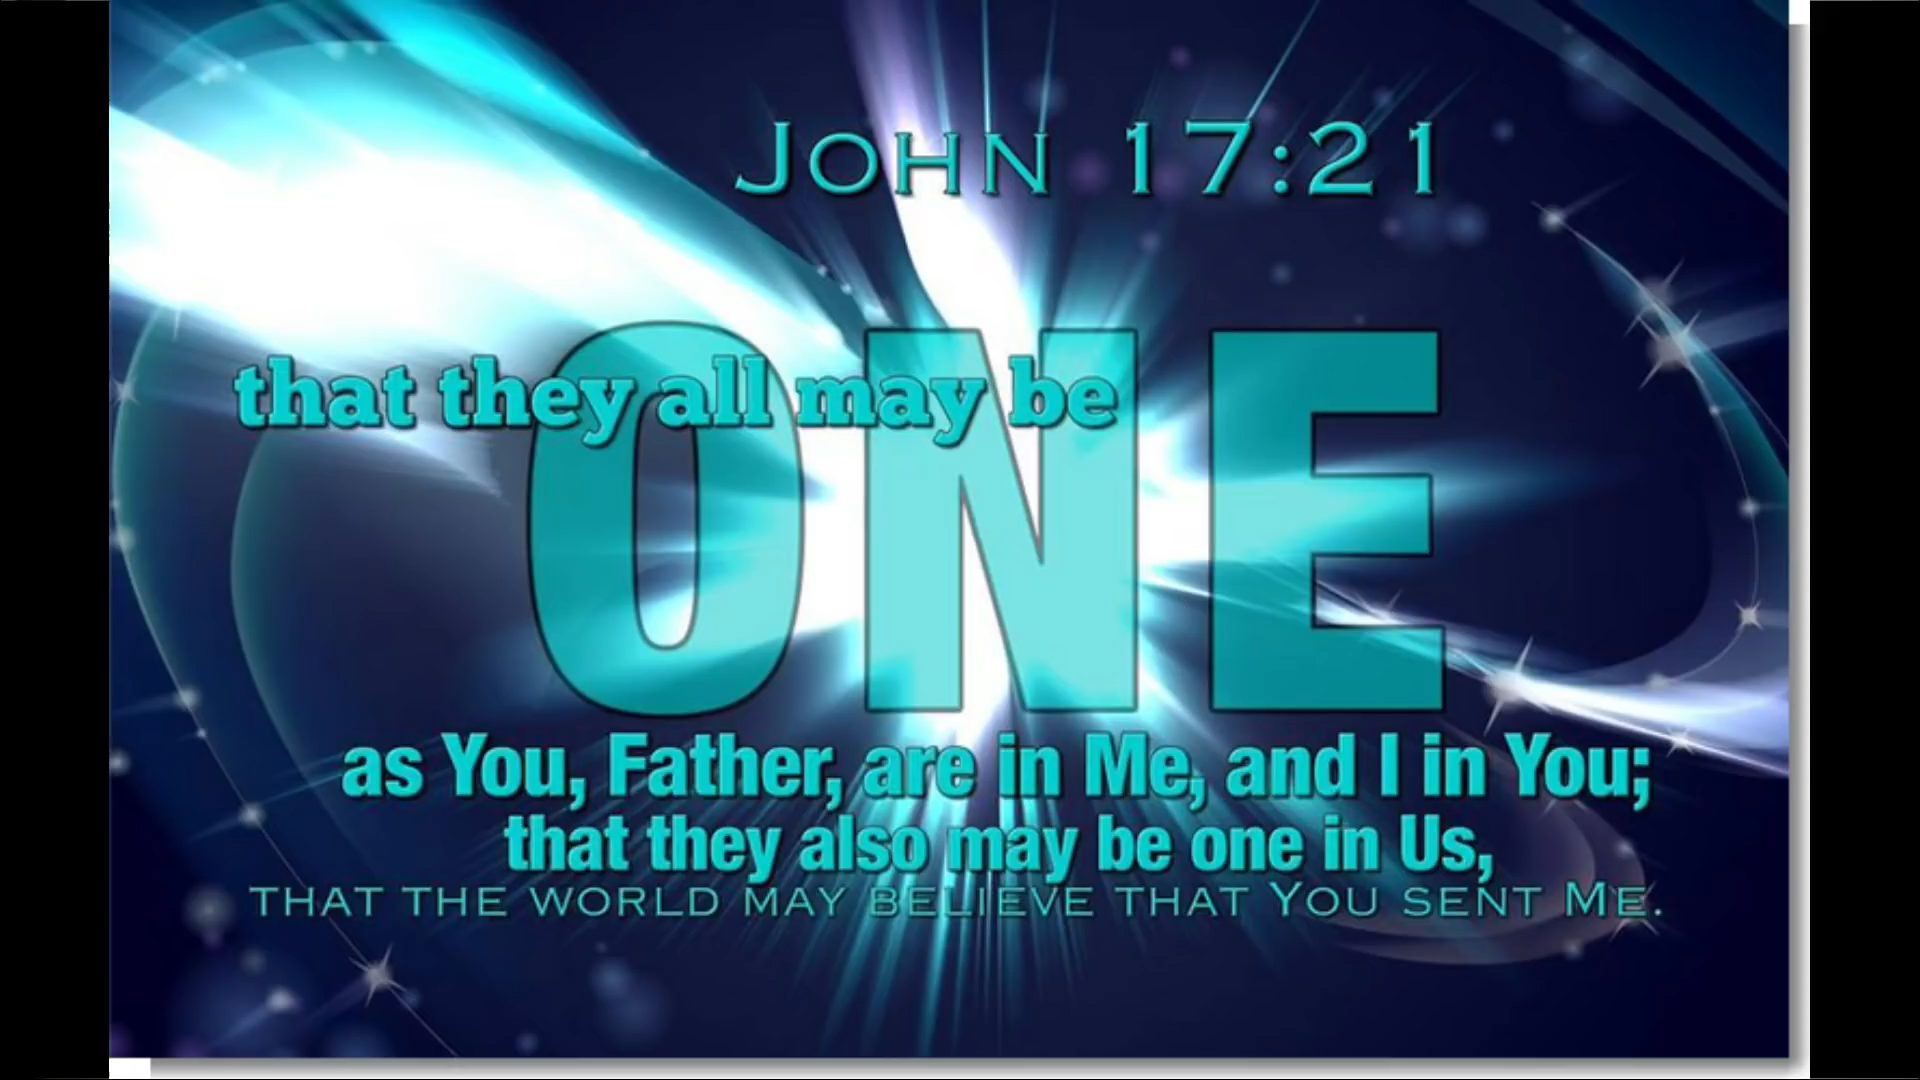 JOHN 17:21
that they all may be
ONE
as You, Father, are in Me, and I in You;
that they also may be one in Us,
THAT THE WORLD MAY BELIEVE THAT YOU SENT ME.